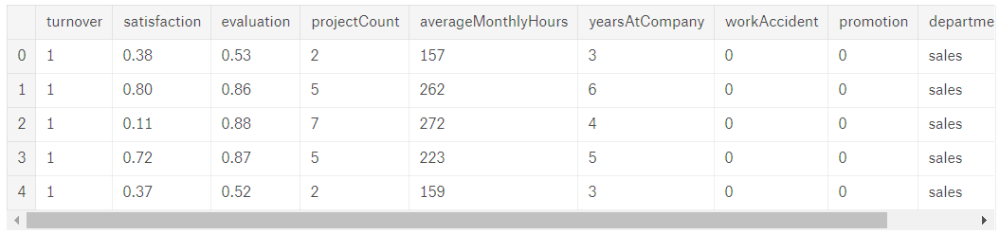 turnover satisfaction evaluation projectCount averageMonthlyHours yearsAtCompany workAccident promotion departme
0 1 0.38 0.53 2 157 3 0 0 sales
1 1 0.80 0.86 5 262 6 0 0 sales
2 1 0.11 0.88 7 272 4 0 0 sales
3 1 0.72 0.87 5 223 5 0 0 sales
4 1 0.37 0.52 2 159 3 0 0 sales